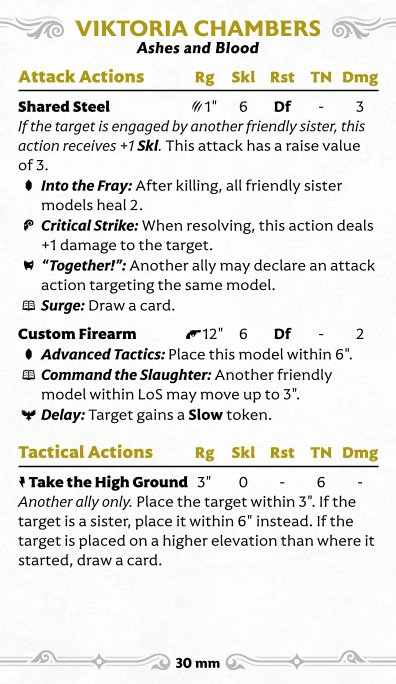 VIKTORIA CHAMBERS
Ashes and Blood
Attack Actions Rg Skl Rst TN Dmg
Shared Steel 1" 6 Df - 3
If the target is engaged by another friendly sister, this
action receives +1 Skl. This attack has a raise value
of 3.
Into the Fray: After killing, all friendly sister
models heal 2.
Critical Strike: When resolving, this action deals
+1 damage to the target.
“Together!”: Another ally may declare an attack
action targeting the same model.
Surge: Draw a card.
Custom Firearm 12" 6 Df - 2
Advanced Tactics: Place this model within 6".
Command the Slaughter: Another friendly
model within LoS may move up to 3".
Delay: Target gains a Slow token.
Tactical Actions Rg Skl Rst TN Dmg
Take the High Ground 3" 0 - 6 -
Another ally only. Place the target within 3". If the
target is a sister, place it within 6" instead. If the
target is placed on a higher elevation than where it
started, draw a card.
30 mm